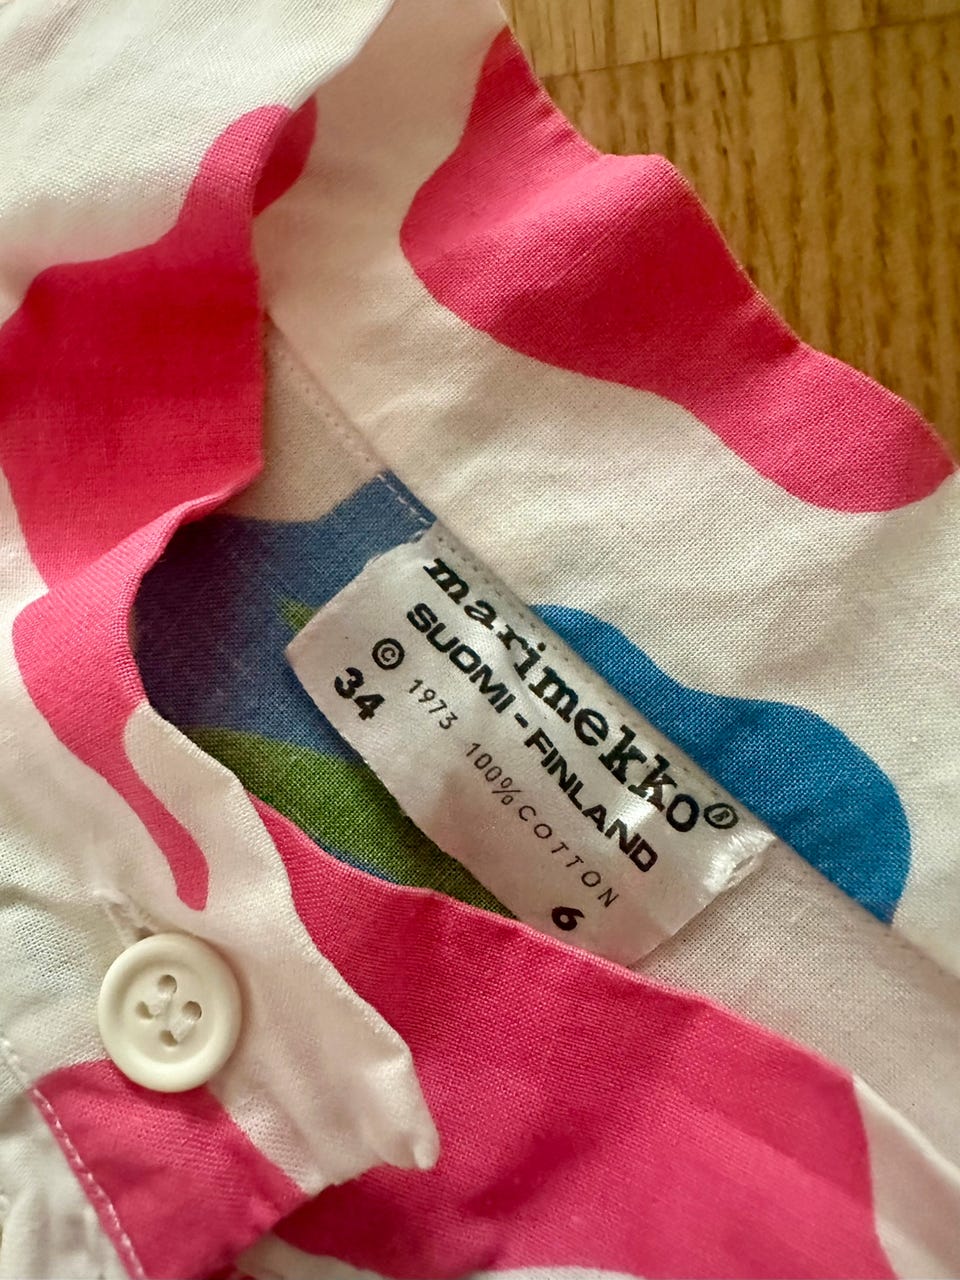 marimekko®
SUOMI-FINLAND
© 1973 100% COTTON
34 6